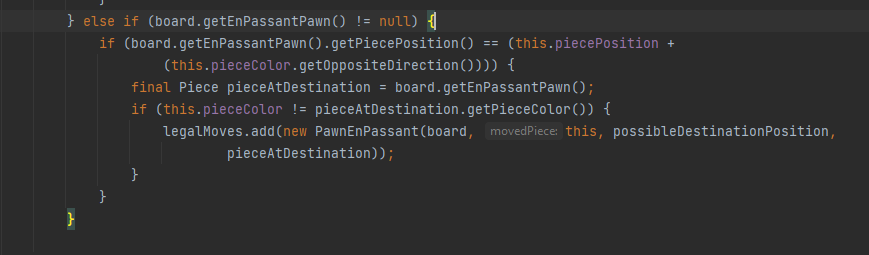 }
} else if (board.getEnPassantPawn() != null) {
if (board.getEnPassantPawn().getPiecePosition() == (this.piecePosition +
(this.pieceColor.getOppositeDirection()))) {
final Piece pieceAtDestination = board.getEnPassantPawn();
if (this.pieceColor != pieceAtDestination.getPieceColor()) {
legalMoves.add(new PawnEnPassant(board, movedPiece: this, possibleDestinationPosition,
pieceAtDestination));
}
}
}